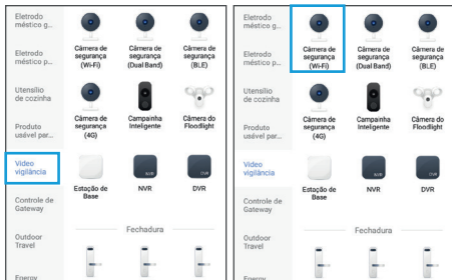 Eletrodo
méstico g...
Eletrodo
méstico p...
Utensílio
de cozinha
Produto
usável par...
Vídeo
vigilância
Controle de
Gateway
Outdoor
Travel
Energy
Câmera de
segurança
(Wi-Fi)
Câmera de
segurança
(Dual Band)
Câmera de
segurança
(BLE)
Câmera de
segurança
(4G)
Campainha
Inteligente
Câmera do
Floodlight
Estação de
Base
NVR
DVR
Fechadura
Eletrodo
méstico g...
Eletrodo
méstico p...
Utensílio
de cozinha
Produto
usável par...
Vídeo
vigilância
Controle de
Gateway
Outdoor
Travel
Energy
Câmera de
segurança
(Wi-Fi)
Câmera de
segurança
(Dual Band)
Câmera de
segurança
(BLE)
Câmera de
segurança
(4G)
Campainha
Inteligente
Câmera do
Floodlight
Estação de
Base
NVR
DVR
Fechadura